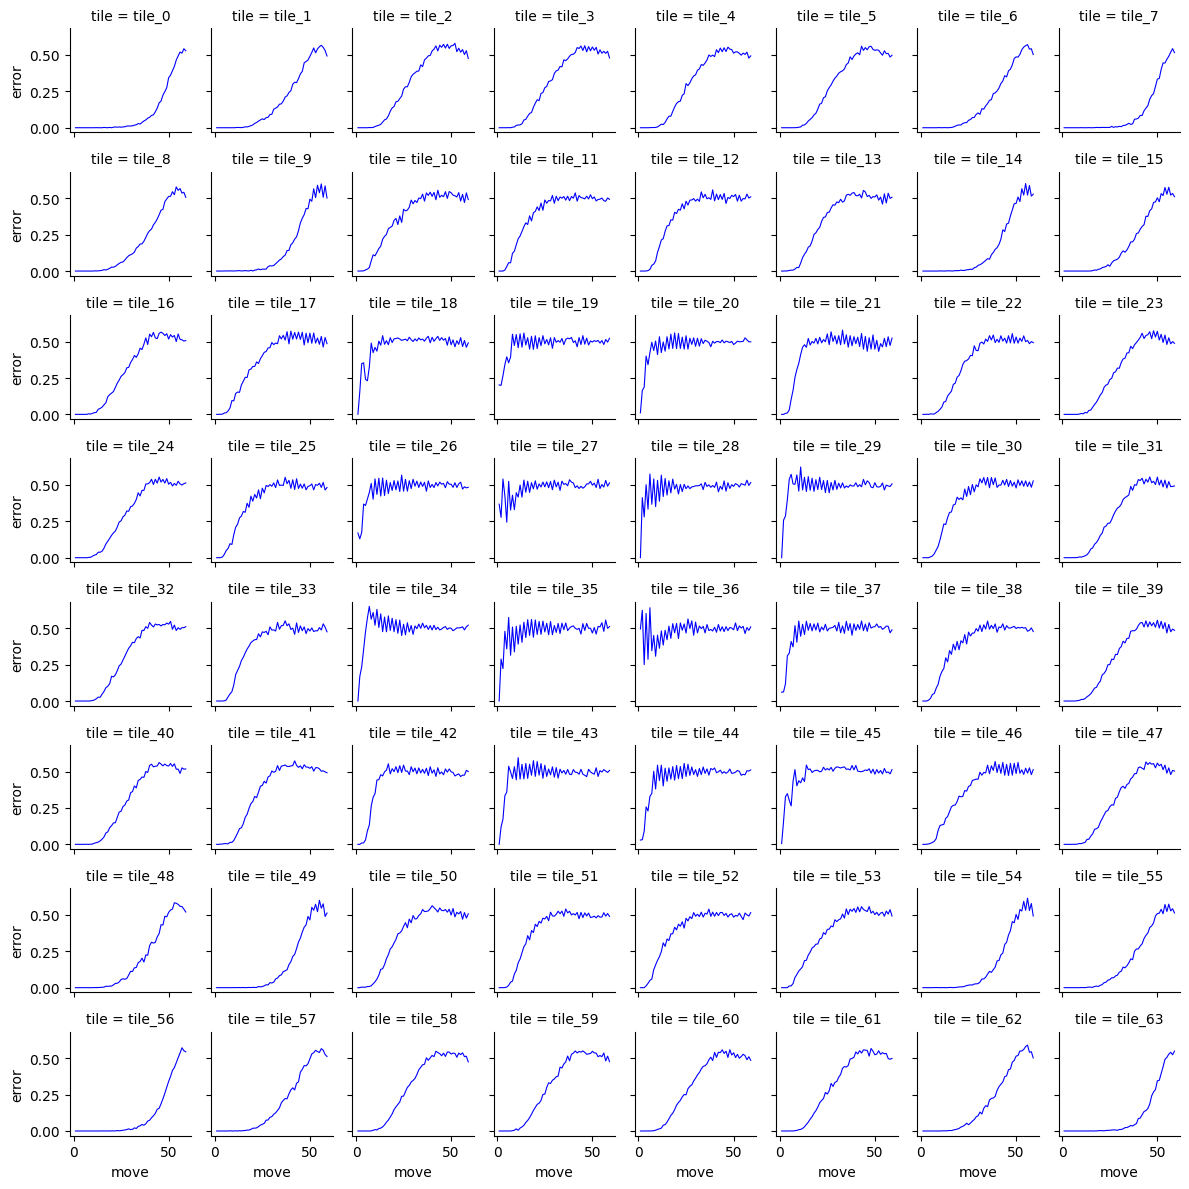 tile = tile_0 tile = tile_1 tile = tile_2 tile = tile_3 tile = tile_4 tile = tile_5 tile = tile_6 tile = tile_7
error
0.50
0.25
0.00
tile = tile_8 tile = tile_9 tile = tile_10 tile = tile_11 tile = tile_12 tile = tile_13 tile = tile_14 tile = tile_15
error
0.50
0.25
0.00
tile = tile_16 tile = tile_17 tile = tile_18 tile = tile_19 tile = tile_20 tile = tile_21 tile = tile_22 tile = tile_23
error
0.50
0.25
0.00
tile = tile_24 tile = tile_25 tile = tile_26 tile = tile_27 tile = tile_28 tile = tile_29 tile = tile_30 tile = tile_31
error
0.50
0.25
0.00
tile = tile_32 tile = tile_33 tile = tile_34 tile = tile_35 tile = tile_36 tile = tile_37 tile = tile_38 tile = tile_39
error
0.50
0.25
0.00
tile = tile_40 tile = tile_41 tile = tile_42 tile = tile_43 tile = tile_44 tile = tile_45 tile = tile_46 tile = tile_47
error
0.50
0.25
0.00
tile = tile_48 tile = tile_49 tile = tile_50 tile = tile_51 tile = tile_52 tile = tile_53 tile = tile_54 tile = tile_55
error
0.50
0.25
0.00
tile = tile_56 tile = tile_57 tile = tile_58 tile = tile_59 tile = tile_60 tile = tile_61 tile = tile_62 tile = tile_63
error
0.50
0.25
0.00
0 50 0 50 0 50 0 50 0 50 0 50 0 50 0 50
move move move move move move move move